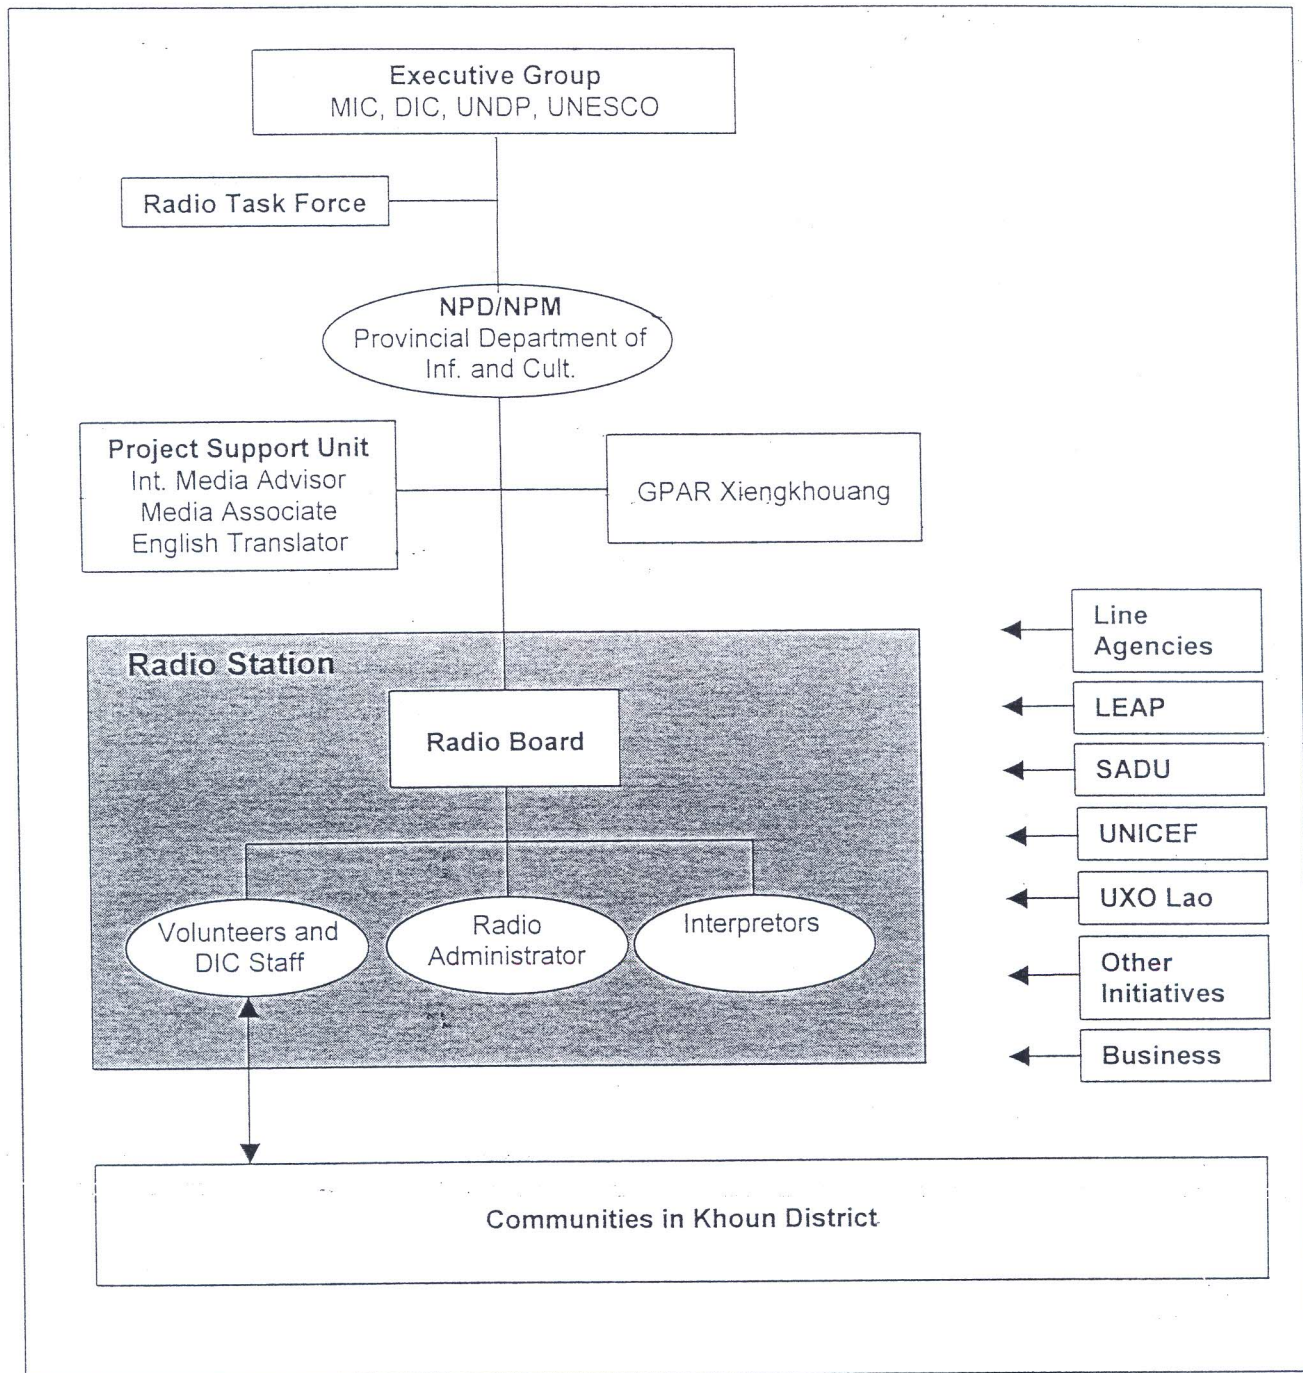 Executive Group
MIC, DIC, UNDP, UNESCO
Radio Task Force
NPD/NPM
Provincial Department of
Inf. and Cult.
Project Support Unit
Int. Media Advisor
Media Associate
English Translator
GPAR Xiengkhouang
Radio Station
Radio Board
Volunteers and
DIC Staff
Radio
Administrator
Interpretors
Line
Agencies
LEAP
SADU
UNICEF
UXO Lao
Other
Initiatives
Business
Communities in Khoun District